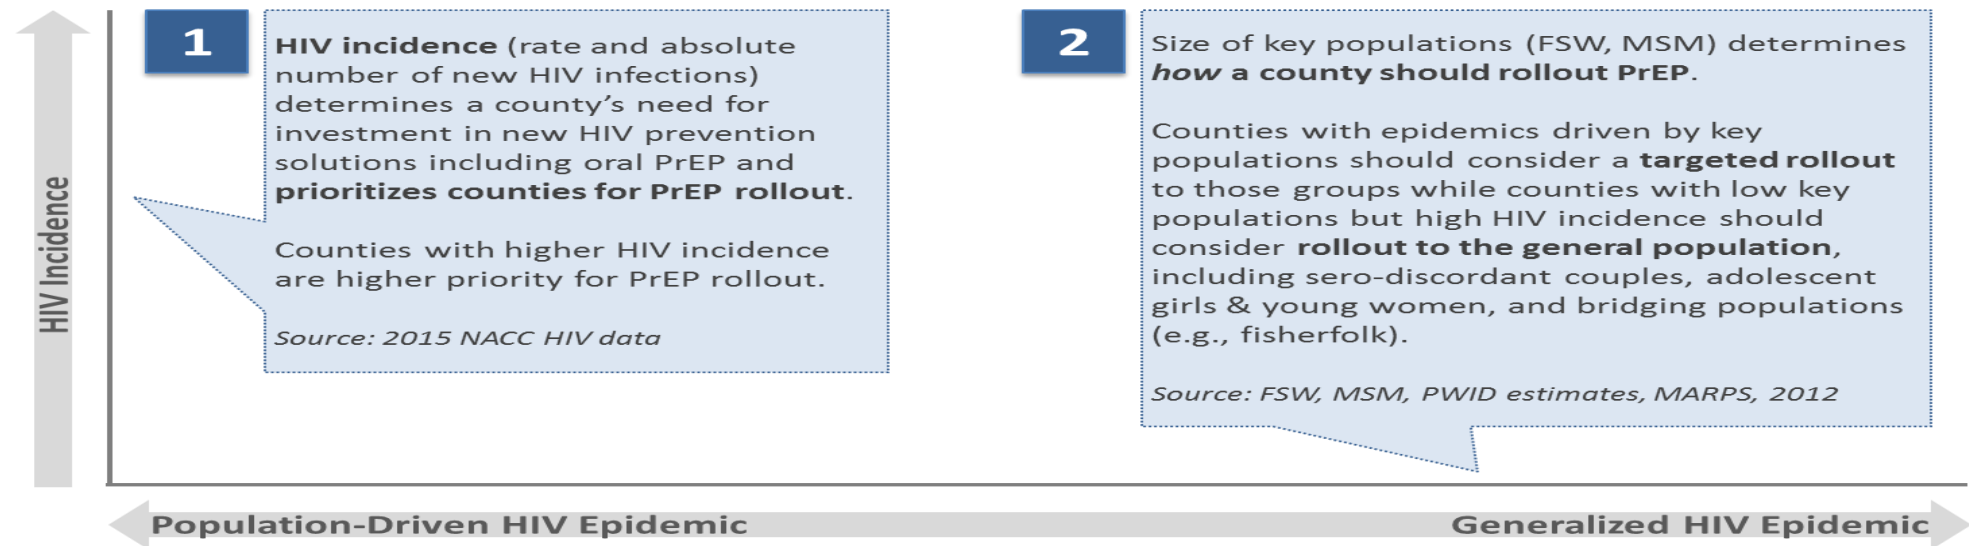 HIV Incidence
1
HIV incidence (rate and absolute
number of new HIV infections)
determines a county’s need for
investment in new HIV prevention
solutions including oral PrEP and
prioritizes counties for PrEP rollout.
Counties with higher HIV incidence
are higher priority for PrEP rollout.
Source: 2015 NACC HIV data
2
Size of key populations (FSW, MSM) determines
how a county should rollout PrEP.
Counties with epidemics driven by key
populations should consider a targeted rollout
to those groups while counties with low key
populations but high HIV incidence should
consider rollout to the general population,
including sero-discordant couples, adolescent
girls & young women, and bridging populations
(e.g., fisherfolk).
Source: FSW, MSM, PWID estimates, MARPS, 2012
Population-Driven HIV Epidemic
Generalized HIV Epidemic